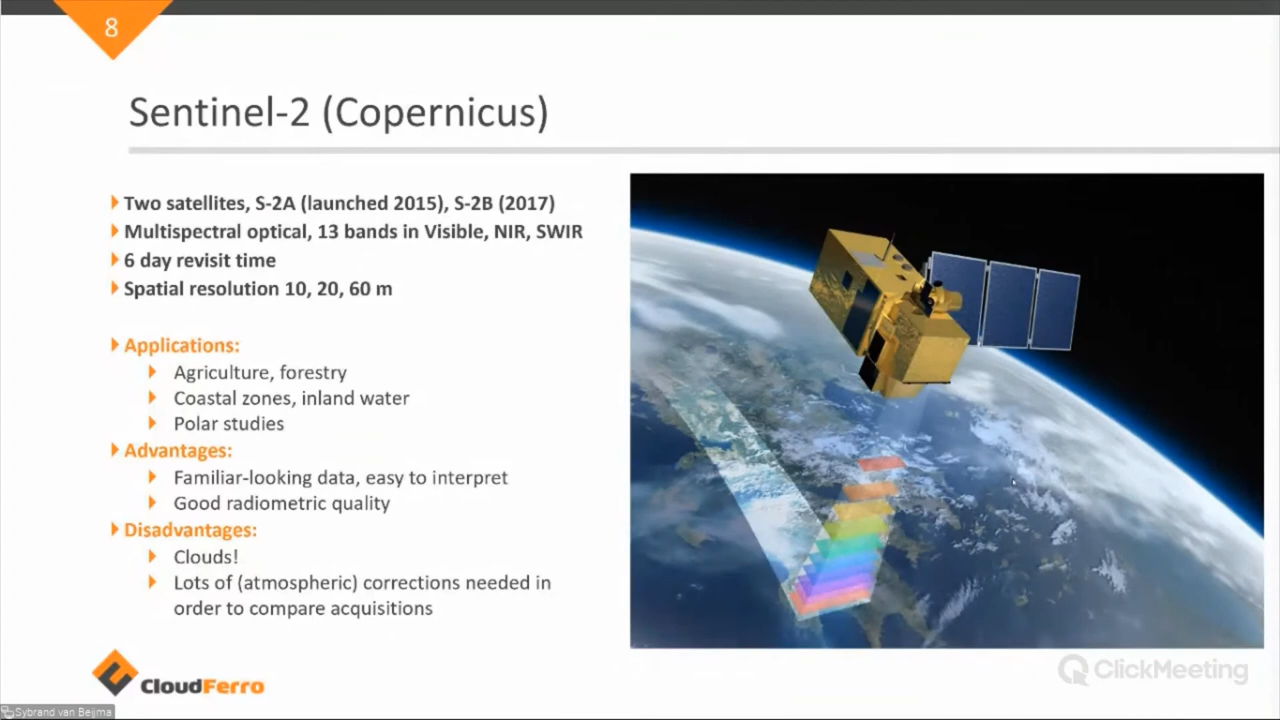 8
Sentinel-2 (Copernicus)
Two satellites, S-2A (launched 2015), S-2B (2017)
Multispectral optical, 13 bands in Visible, NIR, SWIR
6 day revisit time
Spatial resolution 10, 20, 60 m
Applications:
Agriculture, forestry
Coastal zones, inland water
Polar studies
Advantages:
Familiar-looking data, easy to interpret
Good radiometric quality
Disadvantages:
Clouds!
Lots of (atmospheric) corrections needed in
order to compare acquisitions
CloudFerro
ClickMeeting
Sybrand van Beijma